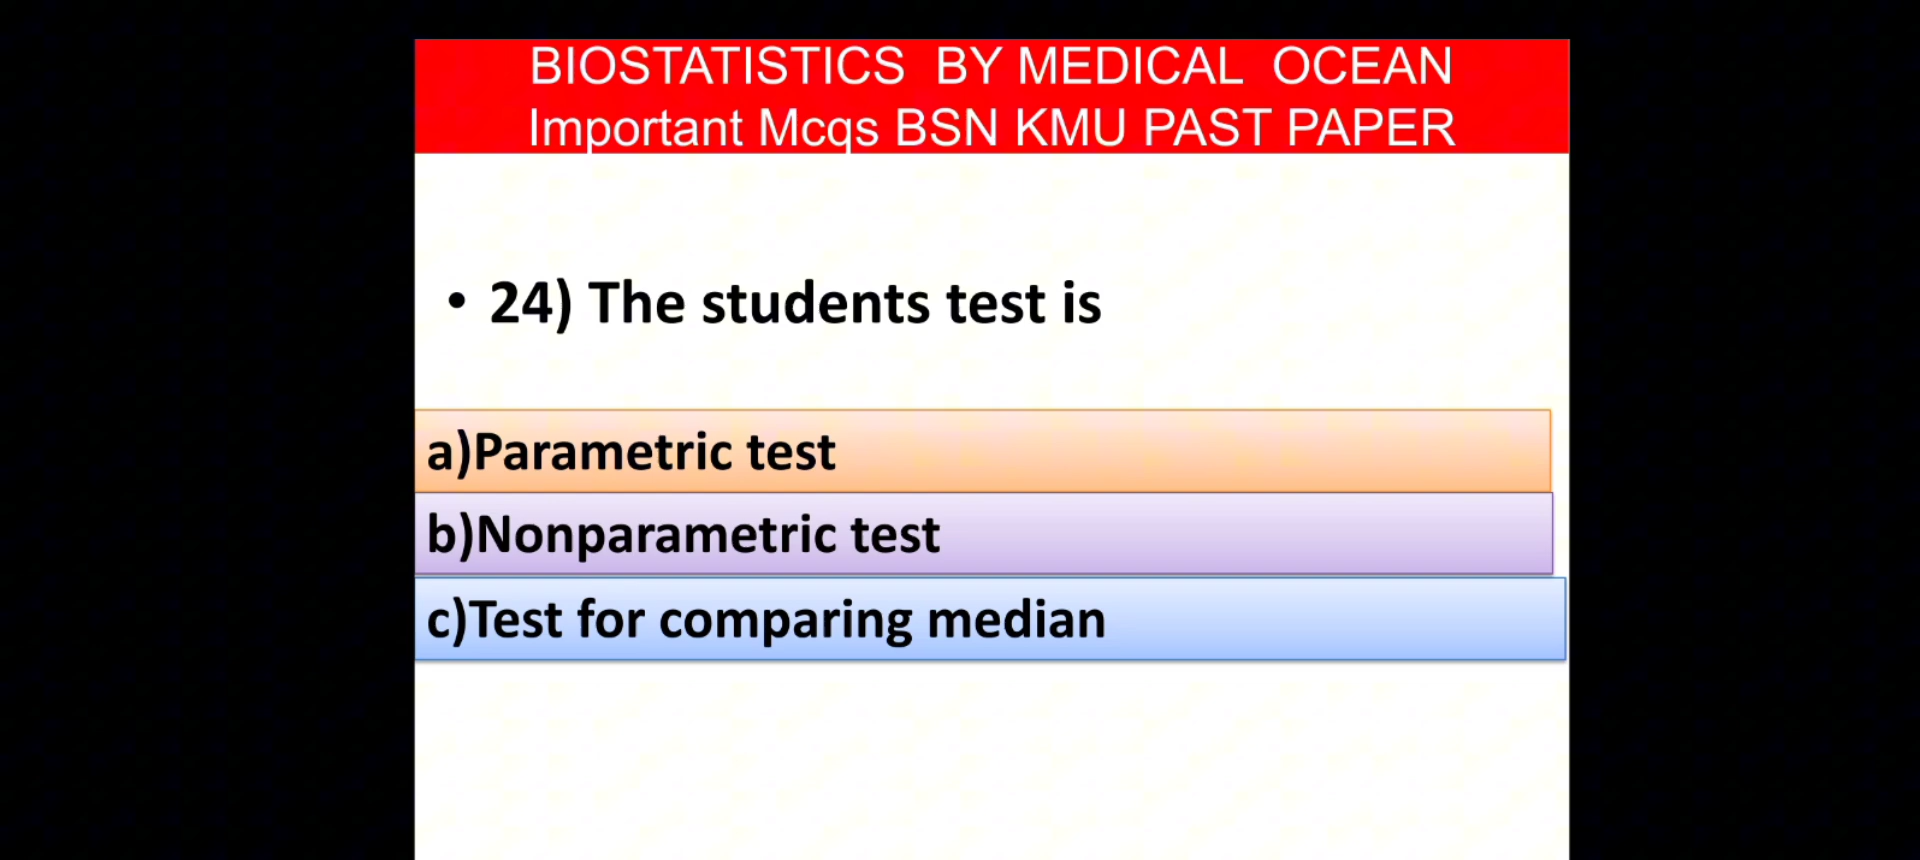 BIOSTATISTICS BY MEDICAL OCEAN
Important Mcqs BSN KMU PAST PAPER
• 24) The students test is
a)Parametric test
b)Nonparametric test
c)Test for comparing median